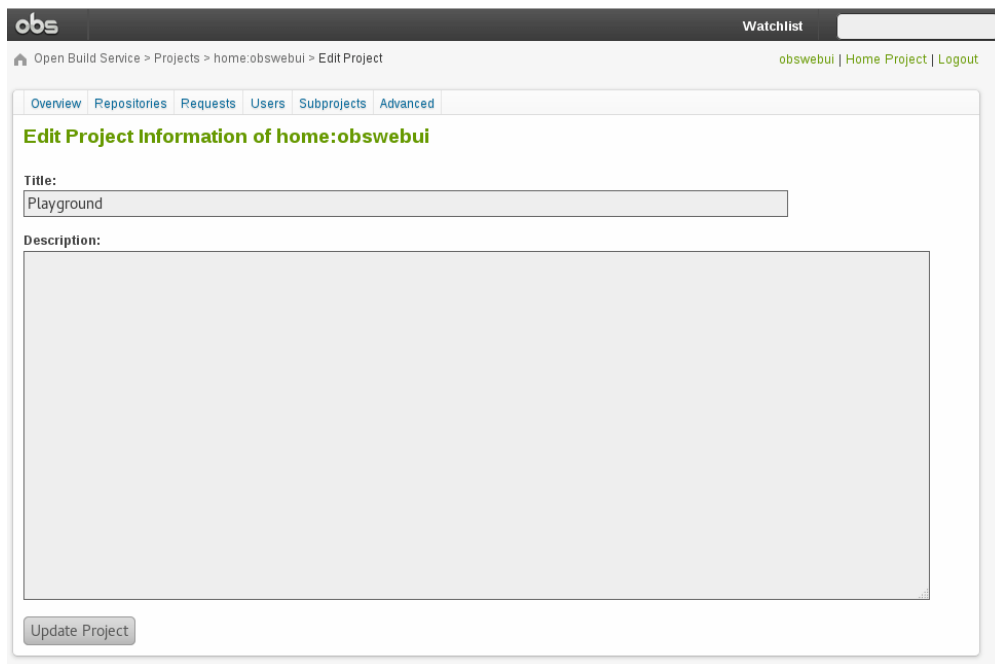 obs Watchlist
Open Build Service > Projects > home:obswebui > Edit Project obswebui | Home Project | Logout
Overview Repositories Requests Users Subprojects Advanced
Edit Project Information of home:obswebui
Title:
Playground
Description:
Update Project